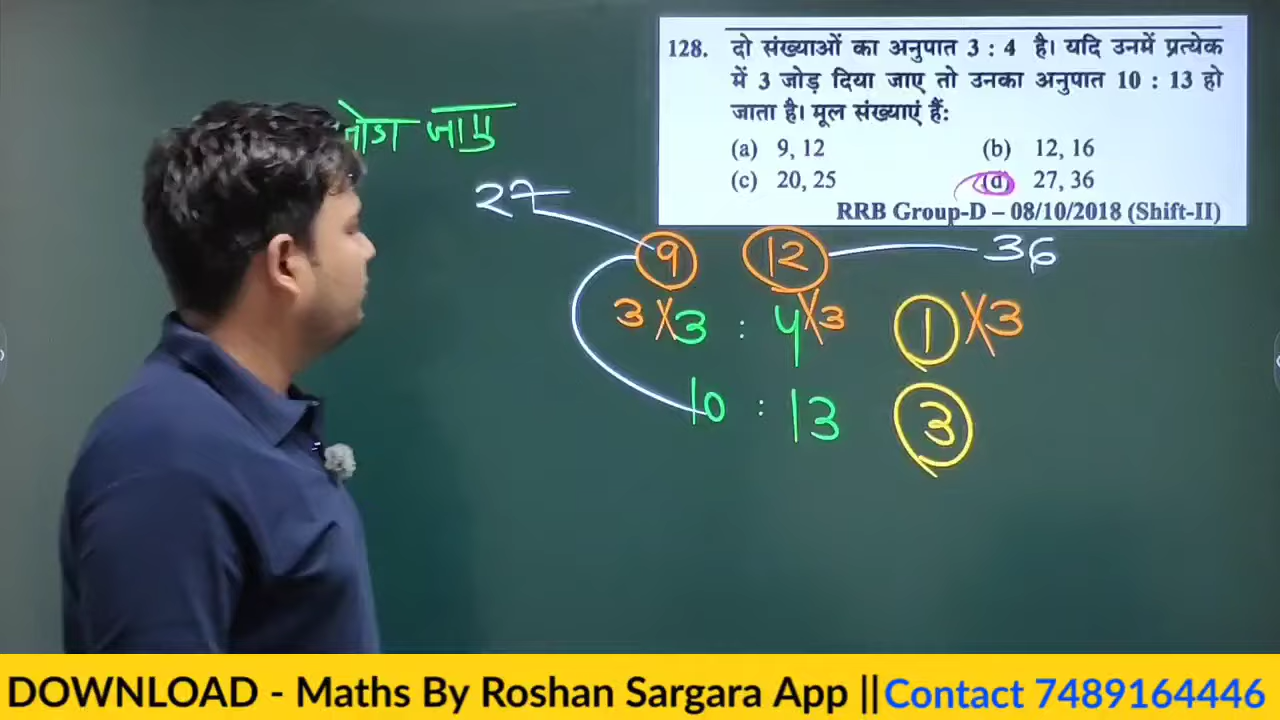 128. दो संख्याओं का अनुपात 3 : 4 है। यदि उनमें प्रत्येक
में 3 जोड़ दिया जाए तो उनका अनुपात 10 : 13 हो
जाता है। मूल संख्याएं हैं:
(a) 9, 12 (b) 12, 16
(c) 20, 25 (d) 27, 36
RRB Group-D – 08/10/2018 (Shift-II)
जाए
27 9 12 36
3 × 3 : 4 × 3 1 × 3
10 : 13 3
DOWNLOAD - Maths By Roshan Sargara App || Contact 7489164446